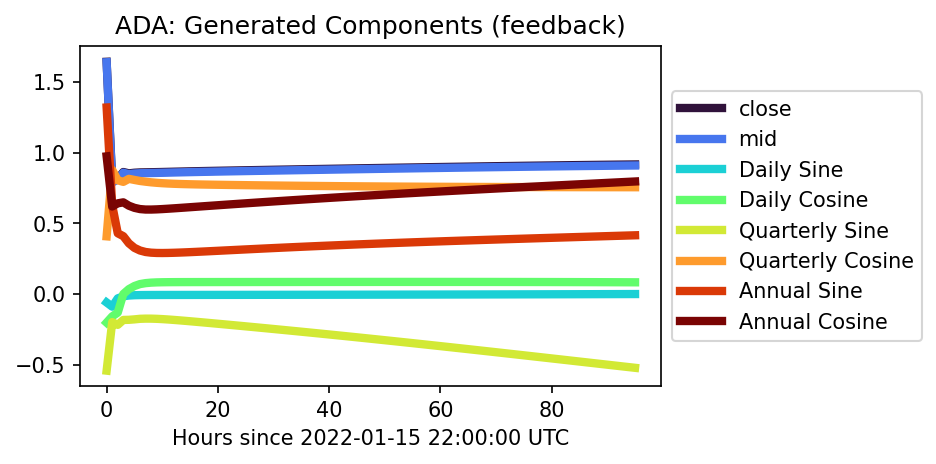 ADA: Generated Components (feedback)
1.5
1.0
0.5
0.0
−0.5
0 20 40 60 80
Hours since 2022-01-15 22:00:00 UTC
close
mid
Daily Sine
Daily Cosine
Quarterly Sine
Quarterly Cosine
Annual Sine
Annual Cosine